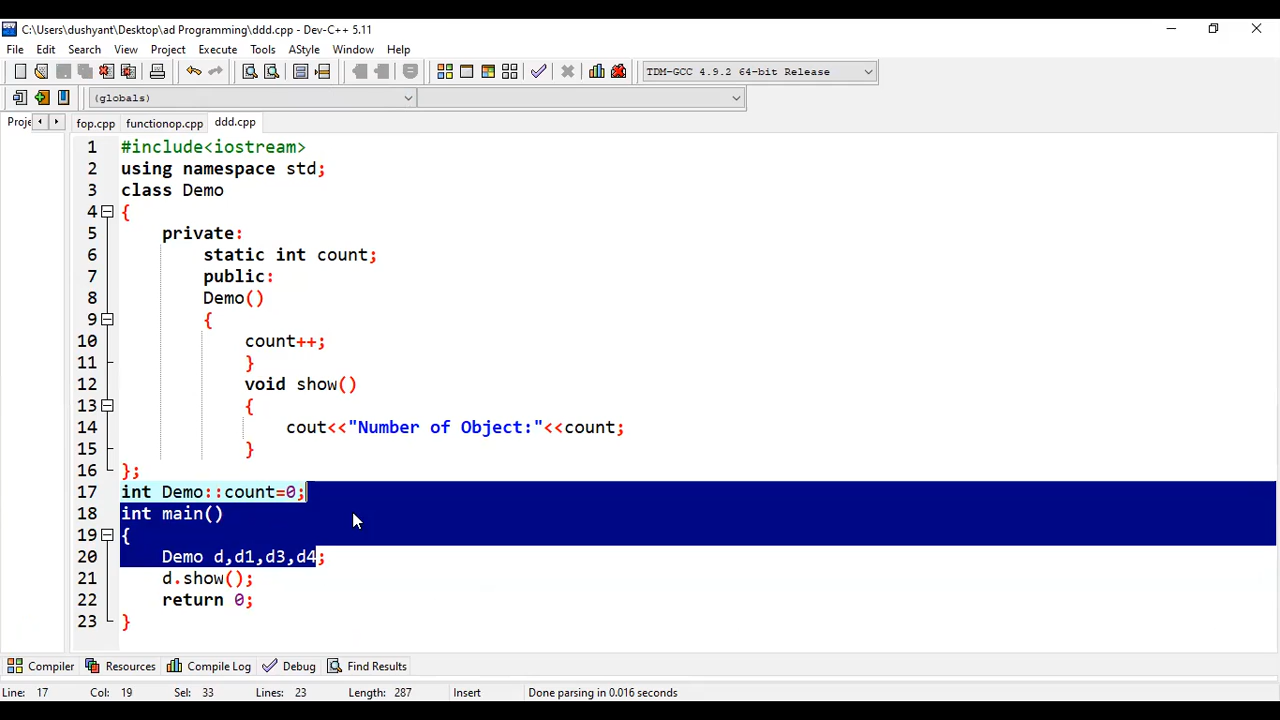 C:\Users\dushyant\Desktop\ad Programming\ddd.cpp - Dev-C++ 5.11
File Edit Search View Project Execute Tools AStyle Window Help
TDM-GCC 4.9.2 64-bit Release
(globals)
Proje fop.cpp functionop.cpp ddd.cpp
1 #include<iostream>
2 using namespace std;
3 class Demo
4 {
5 private:
6 static int count;
7 public:
8 Demo()
9 {
10 count++;
11 }
12 void show()
13 {
14 cout<<"Number of Object:"<<count;
15 }
16 };
17 int Demo::count=0;
18 int main()
19 {
20 Demo d,d1,d3,d4;
21 d.show();
22 return 0;
23 }
Compiler Resources Compile Log Debug Find Results
Line: 17 Col: 19 Sel: 33 Lines: 23 Length: 287 Insert Done parsing in 0.016 seconds